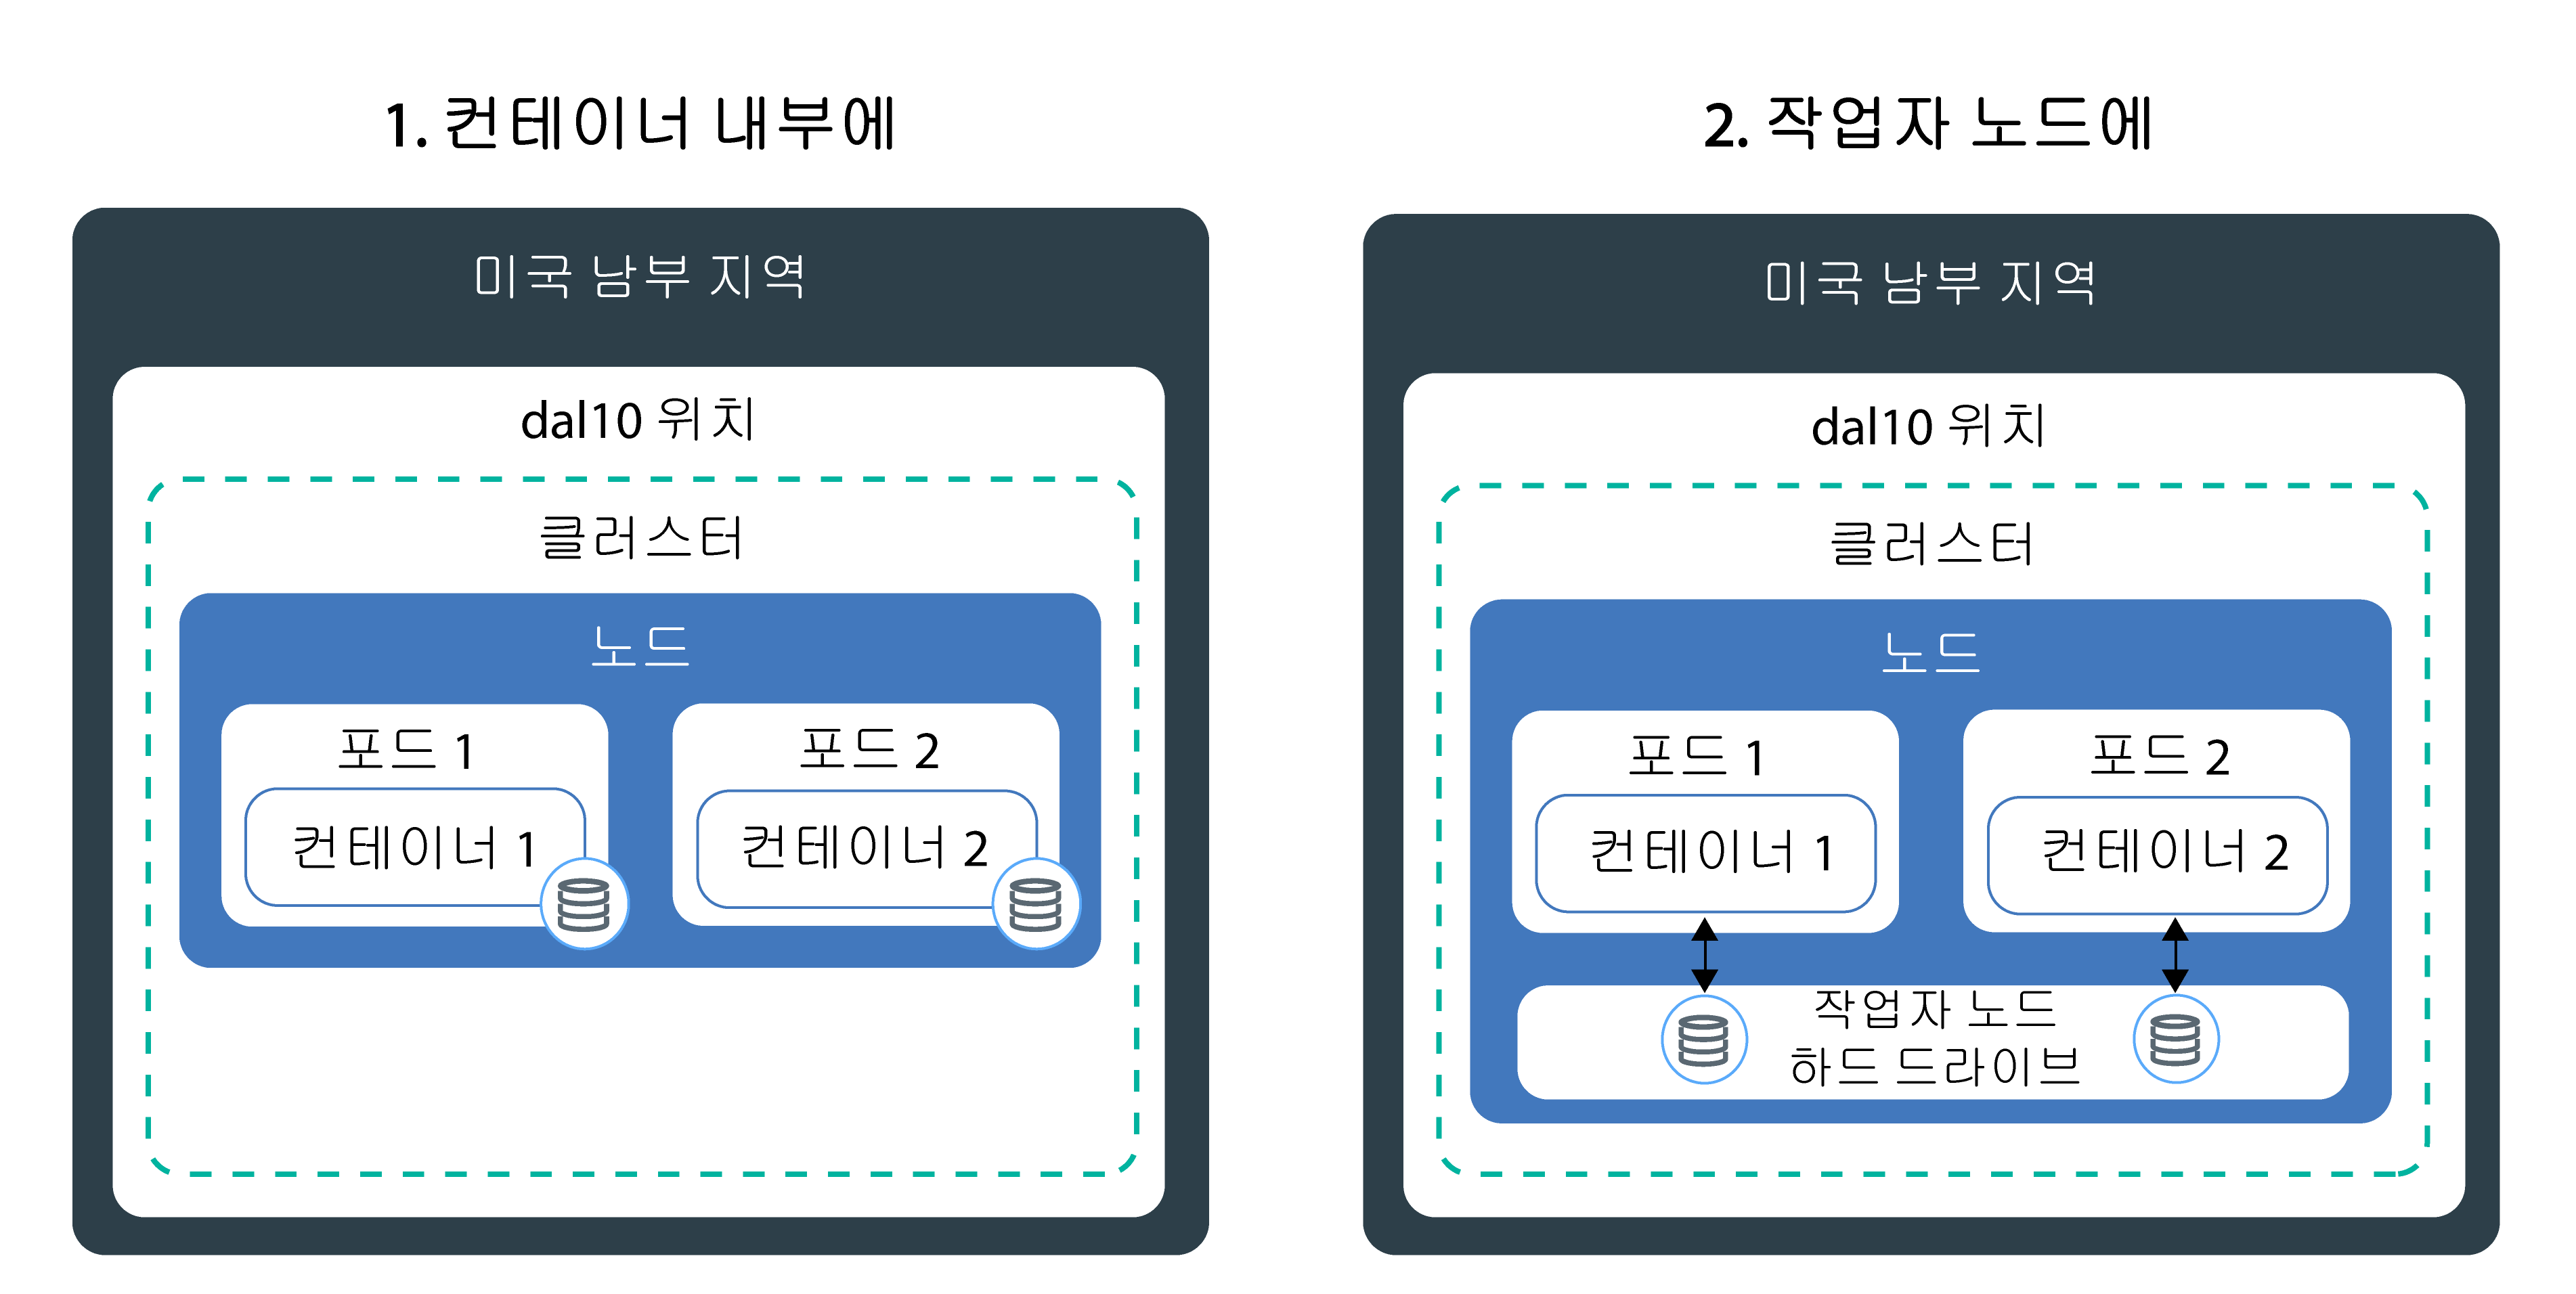 1. 컨테이너 내부에
미국 남부 지역
dal10 위치
클러스터
노드
포드 1
컨테이너 1
포드 2
컨테이너 2
2. 작업자 노드에
미국 남부 지역
dal10 위치
클러스터
노드
포드 1
컨테이너 1
포드 2
컨테이너 2
작업자 노드
하드 드라이브